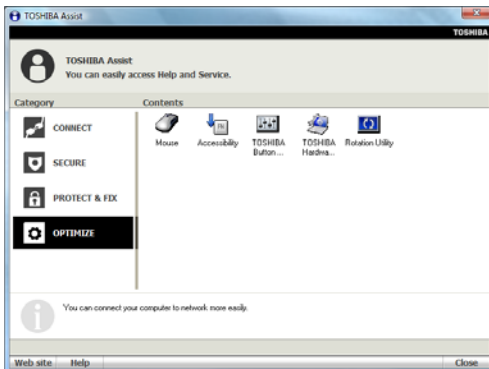 TOSHIBA Assist
TOSHIBA
TOSHIBA Assist
You can easily access Help and Service.
Category
Contents
CONNECT
SECURE
PROTECT & FIX
OPTIMIZE
Mouse
Accessibility
TOSHIBA
Button...
TOSHIBA
Hardwa...
Rotation Utility
You can connect your computer to network more easily.
Web site
Help
Close